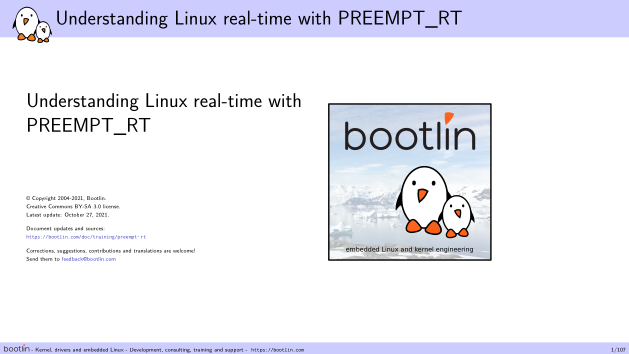 Understanding Linux real-time with PREEMPT_RT
Understanding Linux real-time with
PREEMPT_RT
© Copyright 2004-2021, Bootlin.
Creative Commons BY-SA 3.0 license.
Latest update: October 27, 2021.
Document updates and sources:
https://bootlin.com/doc/training/preempt-rt
Corrections, suggestions, contributions and translations are welcome!
Send them to feedback@bootlin.com
bootlin
embedded Linux and kernel engineering
bootlin - Kernel, drivers and embedded Linux - Development, consulting, training and support - https://bootlin.com
1/107